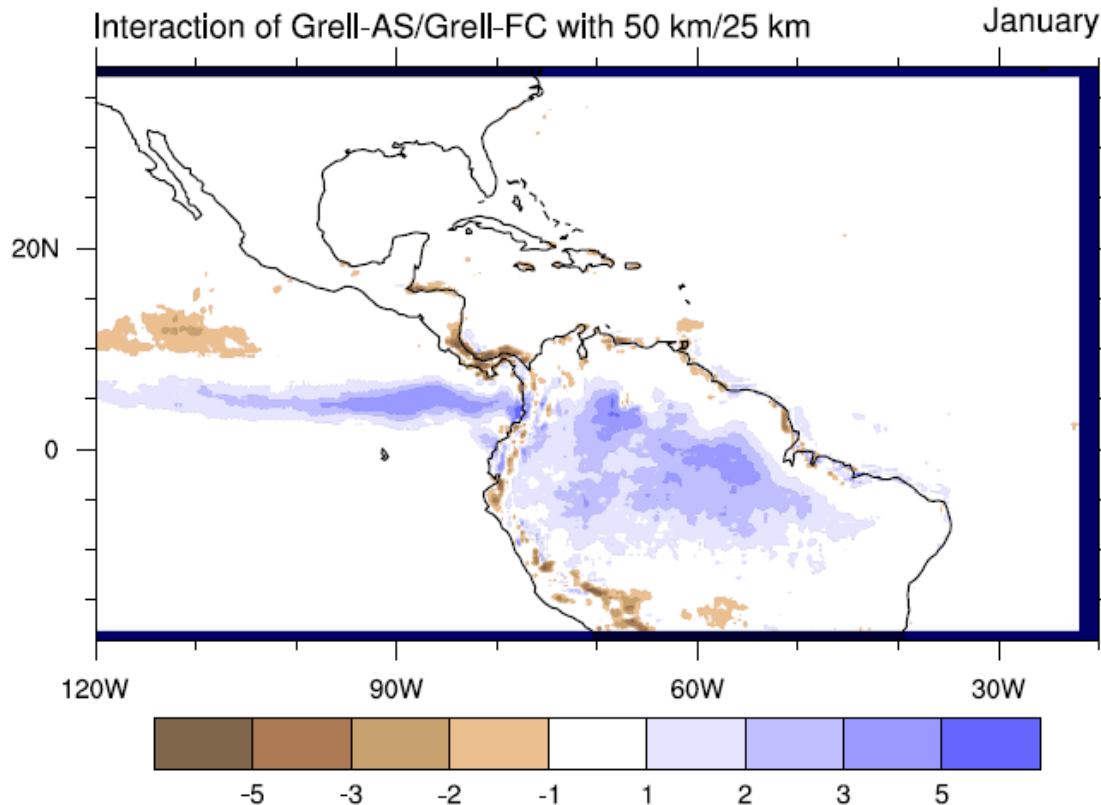 Interaction of Grell-AS/Grell-FC with 50 km/25 km January
20N
0
120W 90W 60W 30W
-5 -3 -2 -1 1 2 3 5